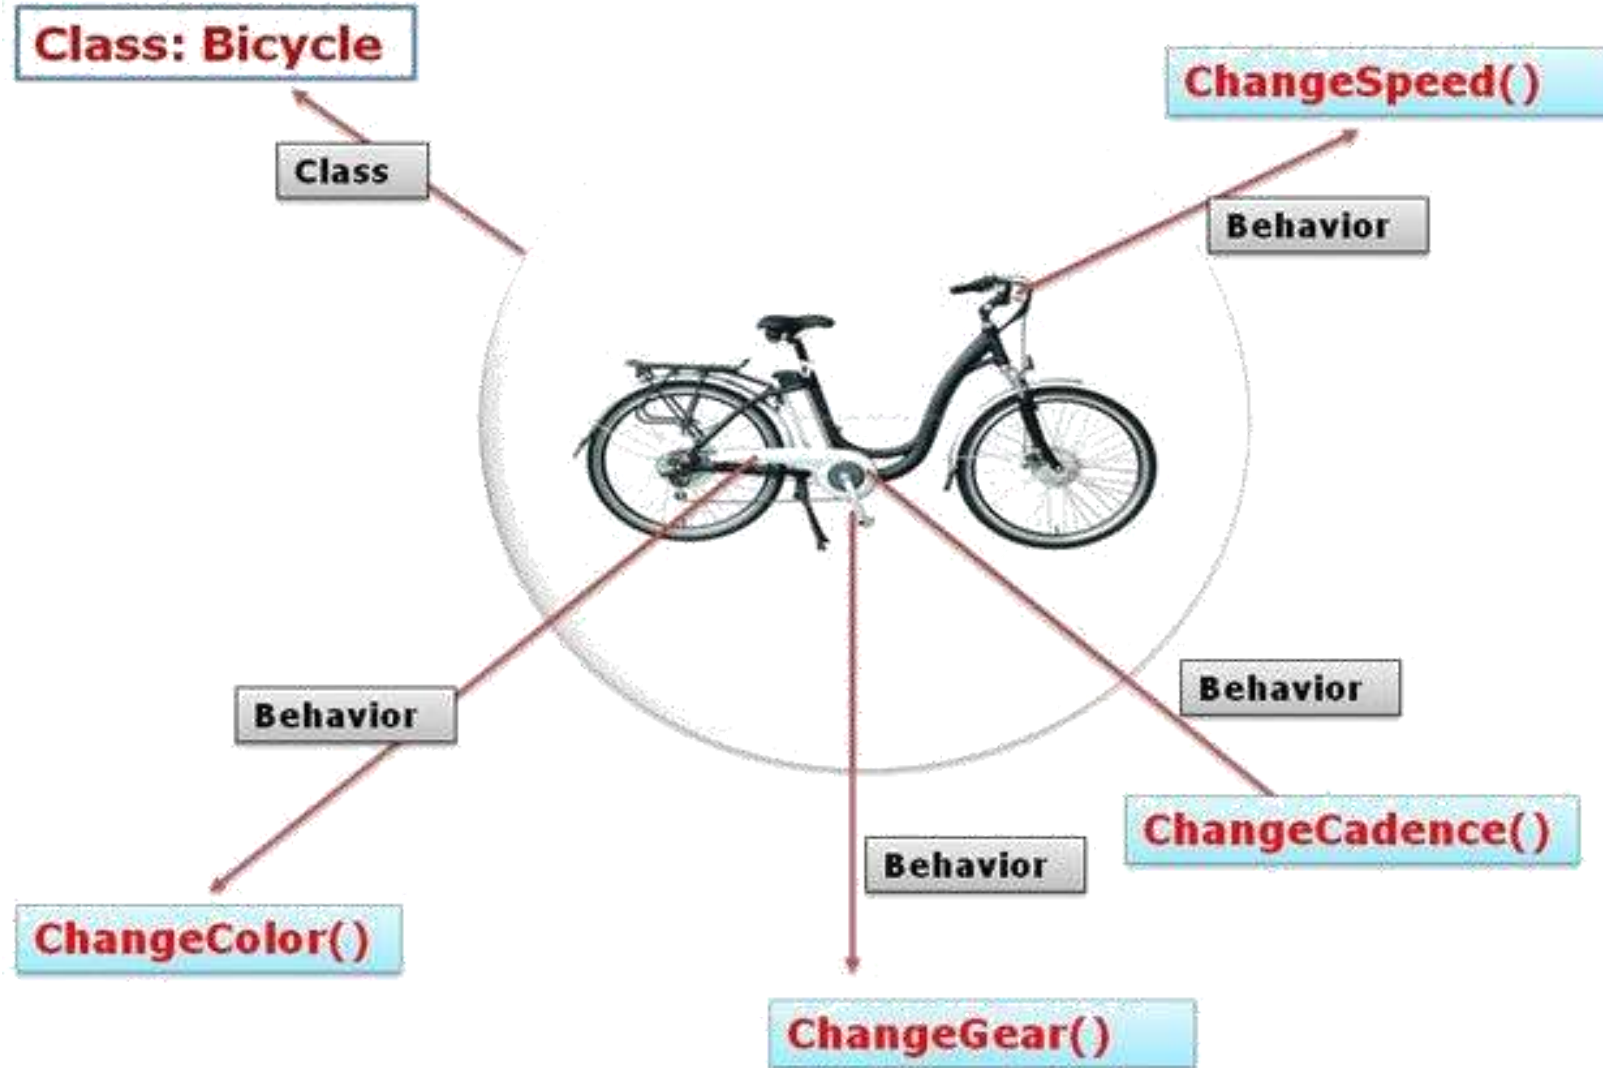 Class: Bicycle
ChangeSpeed()
Class
Behavior
Behavior
Behavior
ChangeCadence()
Behavior
ChangeColor()
ChangeGear()